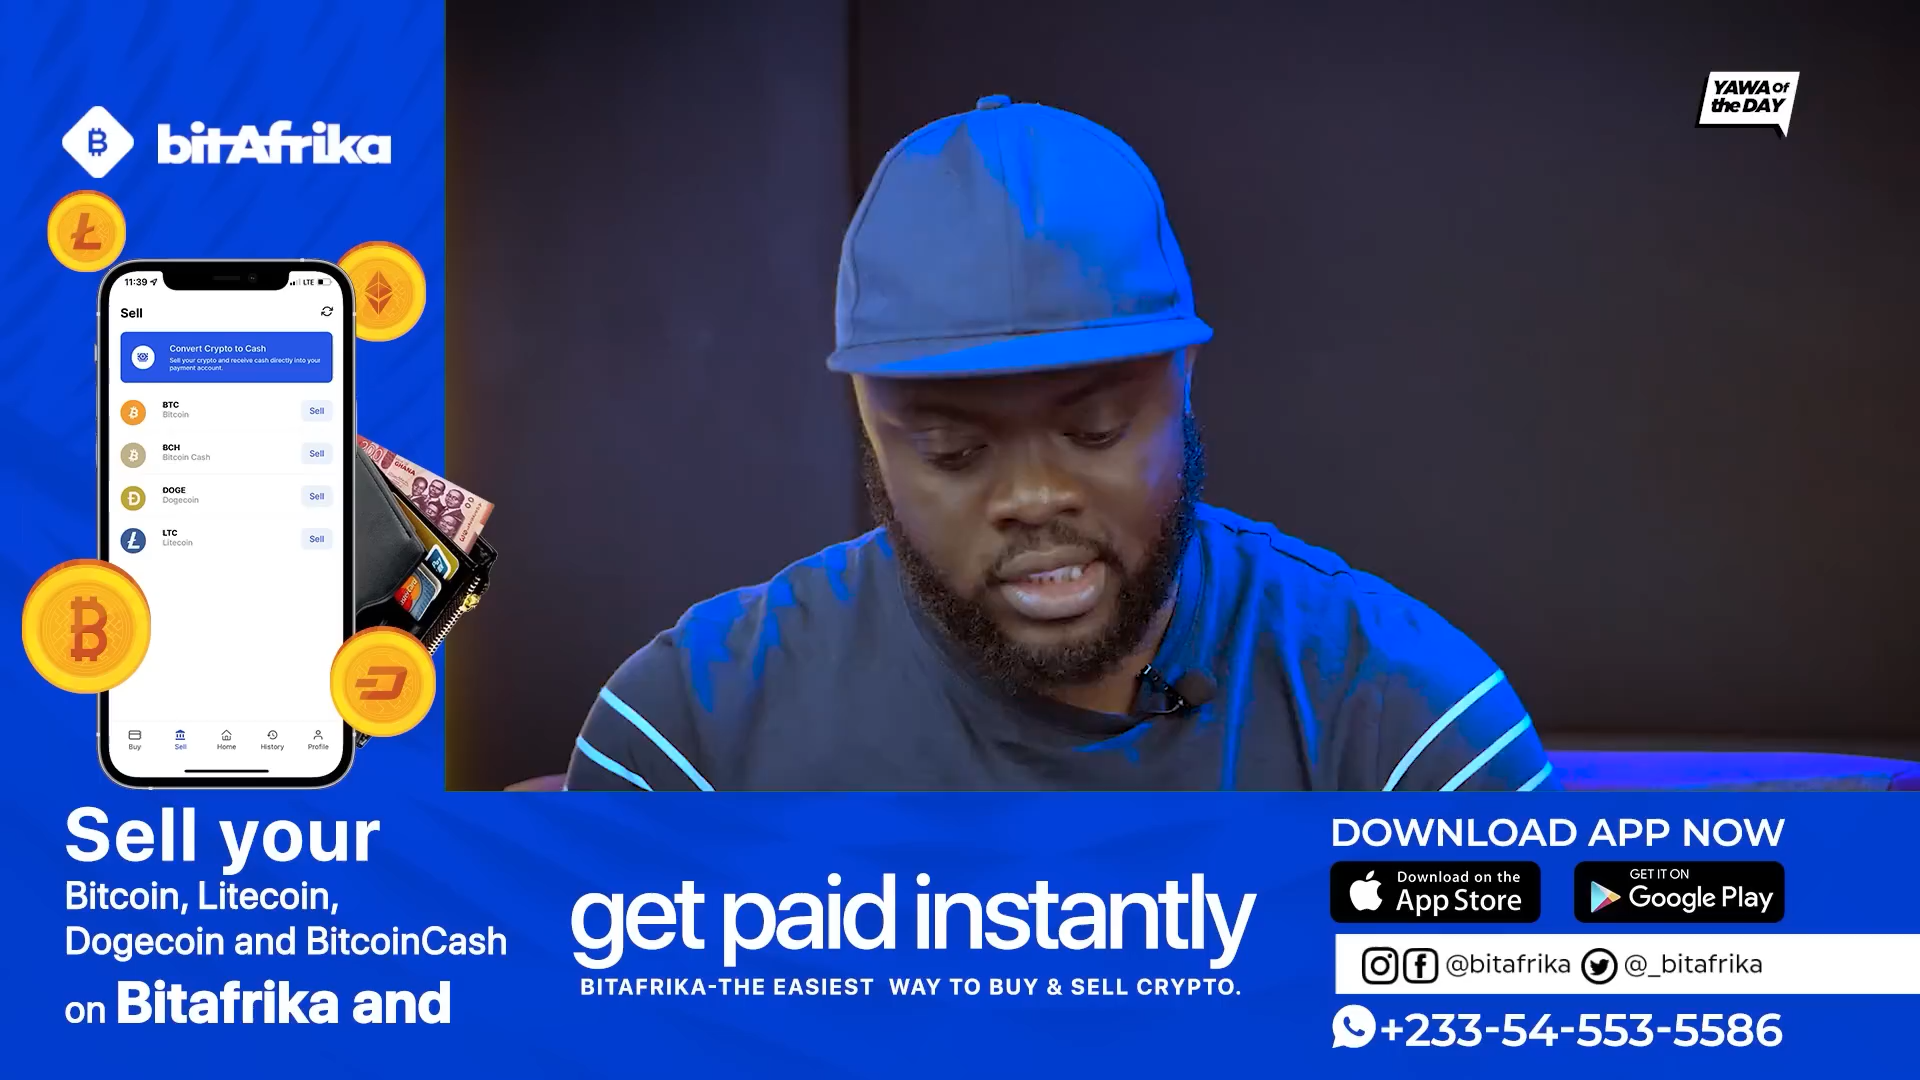 bitAfrika
YAWA of
the DAY
11:39
LTE
Sell
Convert Crypto to Cash
Sell your crypto and receive cash directly into your
payment account.
BTC
Bitcoin
Sell
BCH
Bitcoin Cash
Sell
DOGE
Dogecoin
Sell
LTC
Litecoin
Sell
GHANA
Buy
Sell
Home
History
Profile
Sell your
Bitcoin, Litecoin,
Dogecoin and BitcoinCash
on Bitafrika and
get paid instantly
BITAFRIKA-THE EASIEST WAY TO BUY & SELL CRYPTO.
DOWNLOAD APP NOW
Download on the
App Store
GET IT ON
Google Play
@bitafrika @_bitafrika
+233-54-553-5586